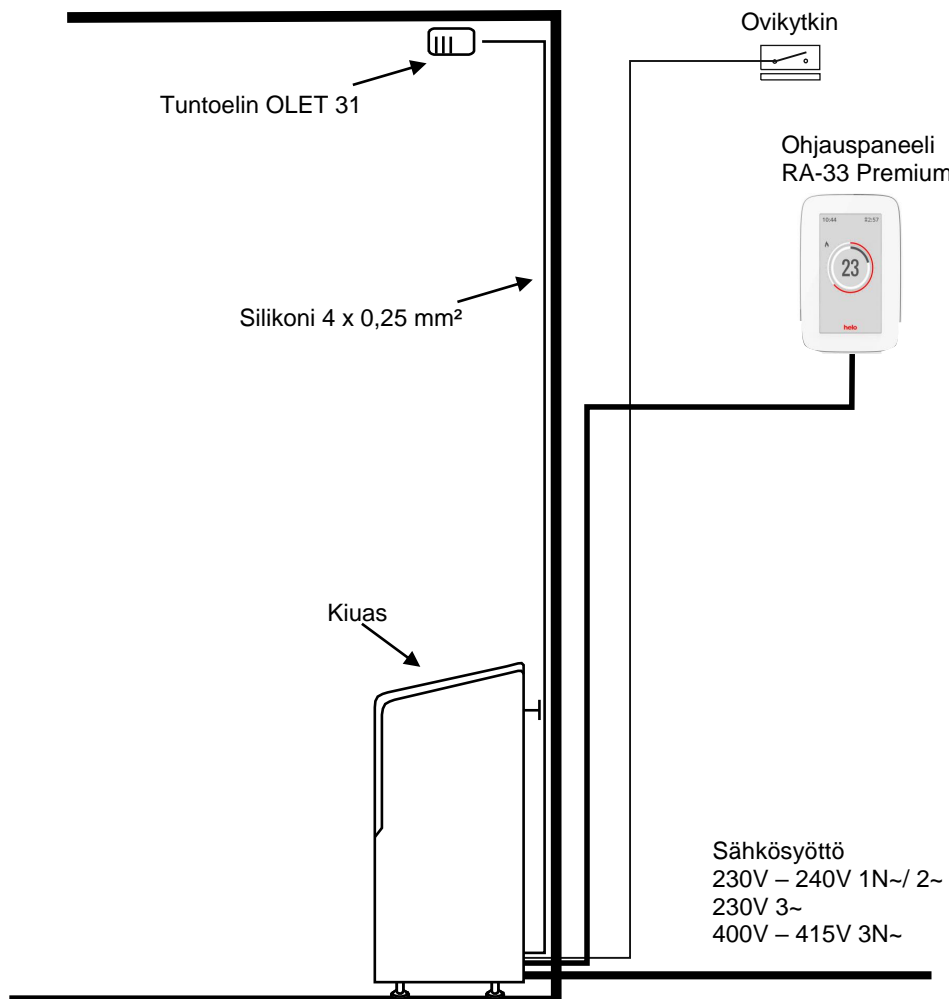 Ovikytkin
Tuntoelin OLET 31
Ohjauspaneeli
RA-33 Premium
10:44
23
helo
Silikoni 4 x 0,25 mm²
Kiuas
Sähkösyöttö
230V – 240V 1N~/ 2~
230V 3~
400V – 415V 3N~